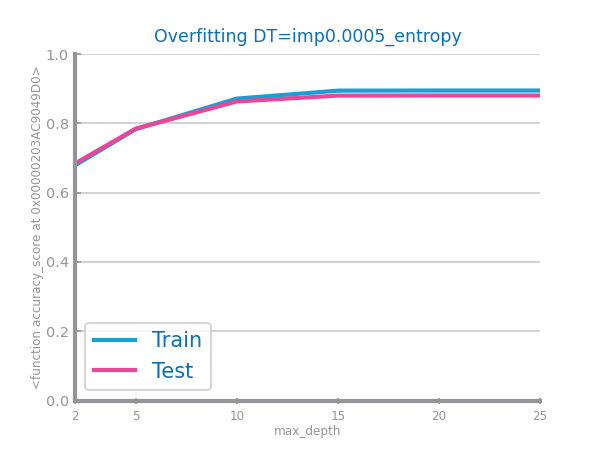 Overfitting DT=imp0.0005_entropy
<function accuracy_score at 0x00000203AC9049D0>
1.0
0.8
0.6
0.4
0.2
0.0
Train
Test
2 5 10 15 20 25
max_depth